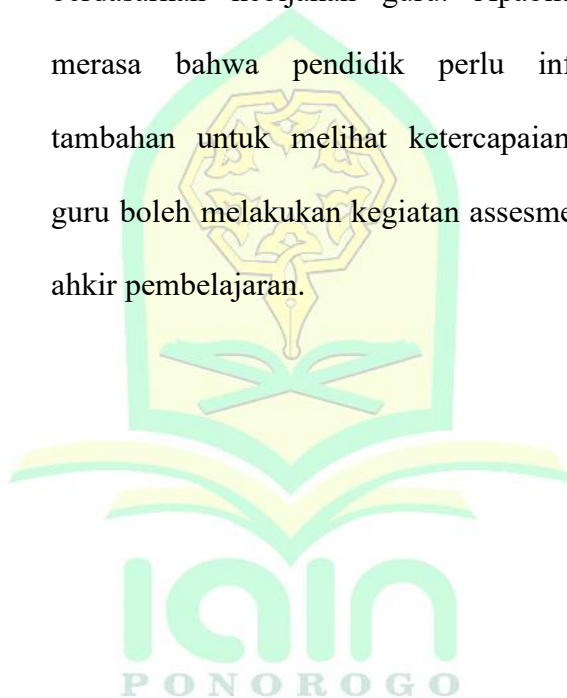 merasa bahwa pendidik perlu
tambahan untuk melihat ketercapaian
guru boleh melakukan kegiatan
ahkir pembelajaran.
iain
PONOROGO